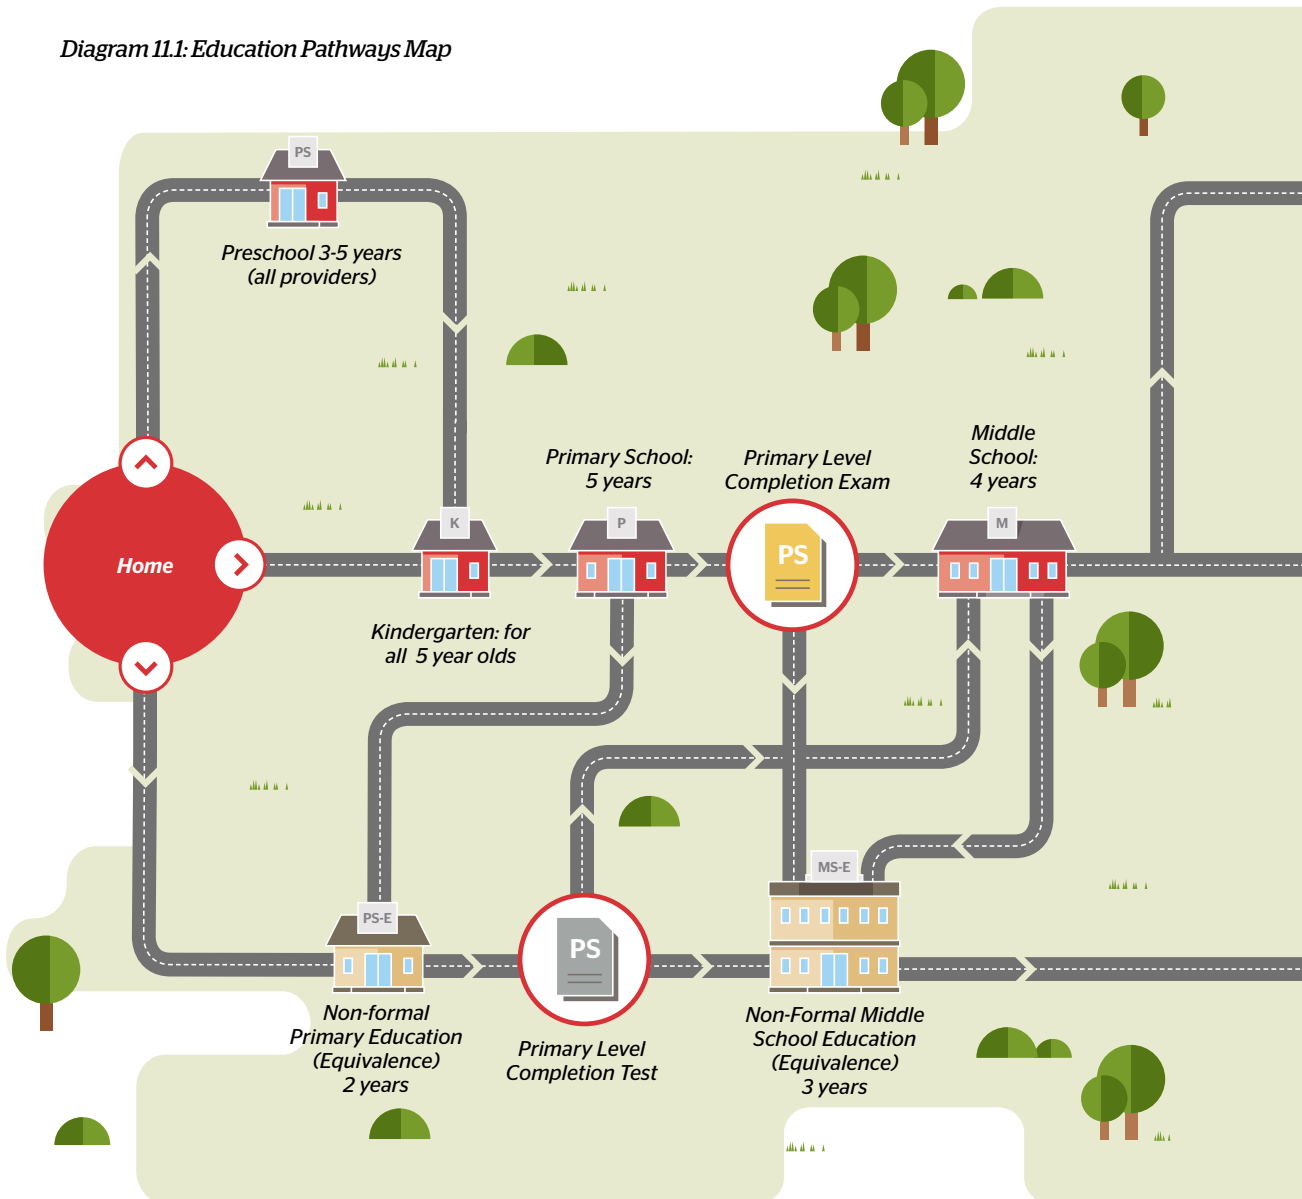 Diagram 11.1: Education Pathways Map
PS
Preschool 3-5 years
(all providers)
Home
K
Kindergarten: for
all 5 year olds
Primary School:
5 years
P
Primary Level
Completion Exam
PS
Middle
School:
4 years
M
PS-E
Non-formal
Primary Education
(Equivalence)
2 years
PS
Primary Level
Completion Test
MS-E
Non-Formal Middle
School Education
(Equivalence)
3 years